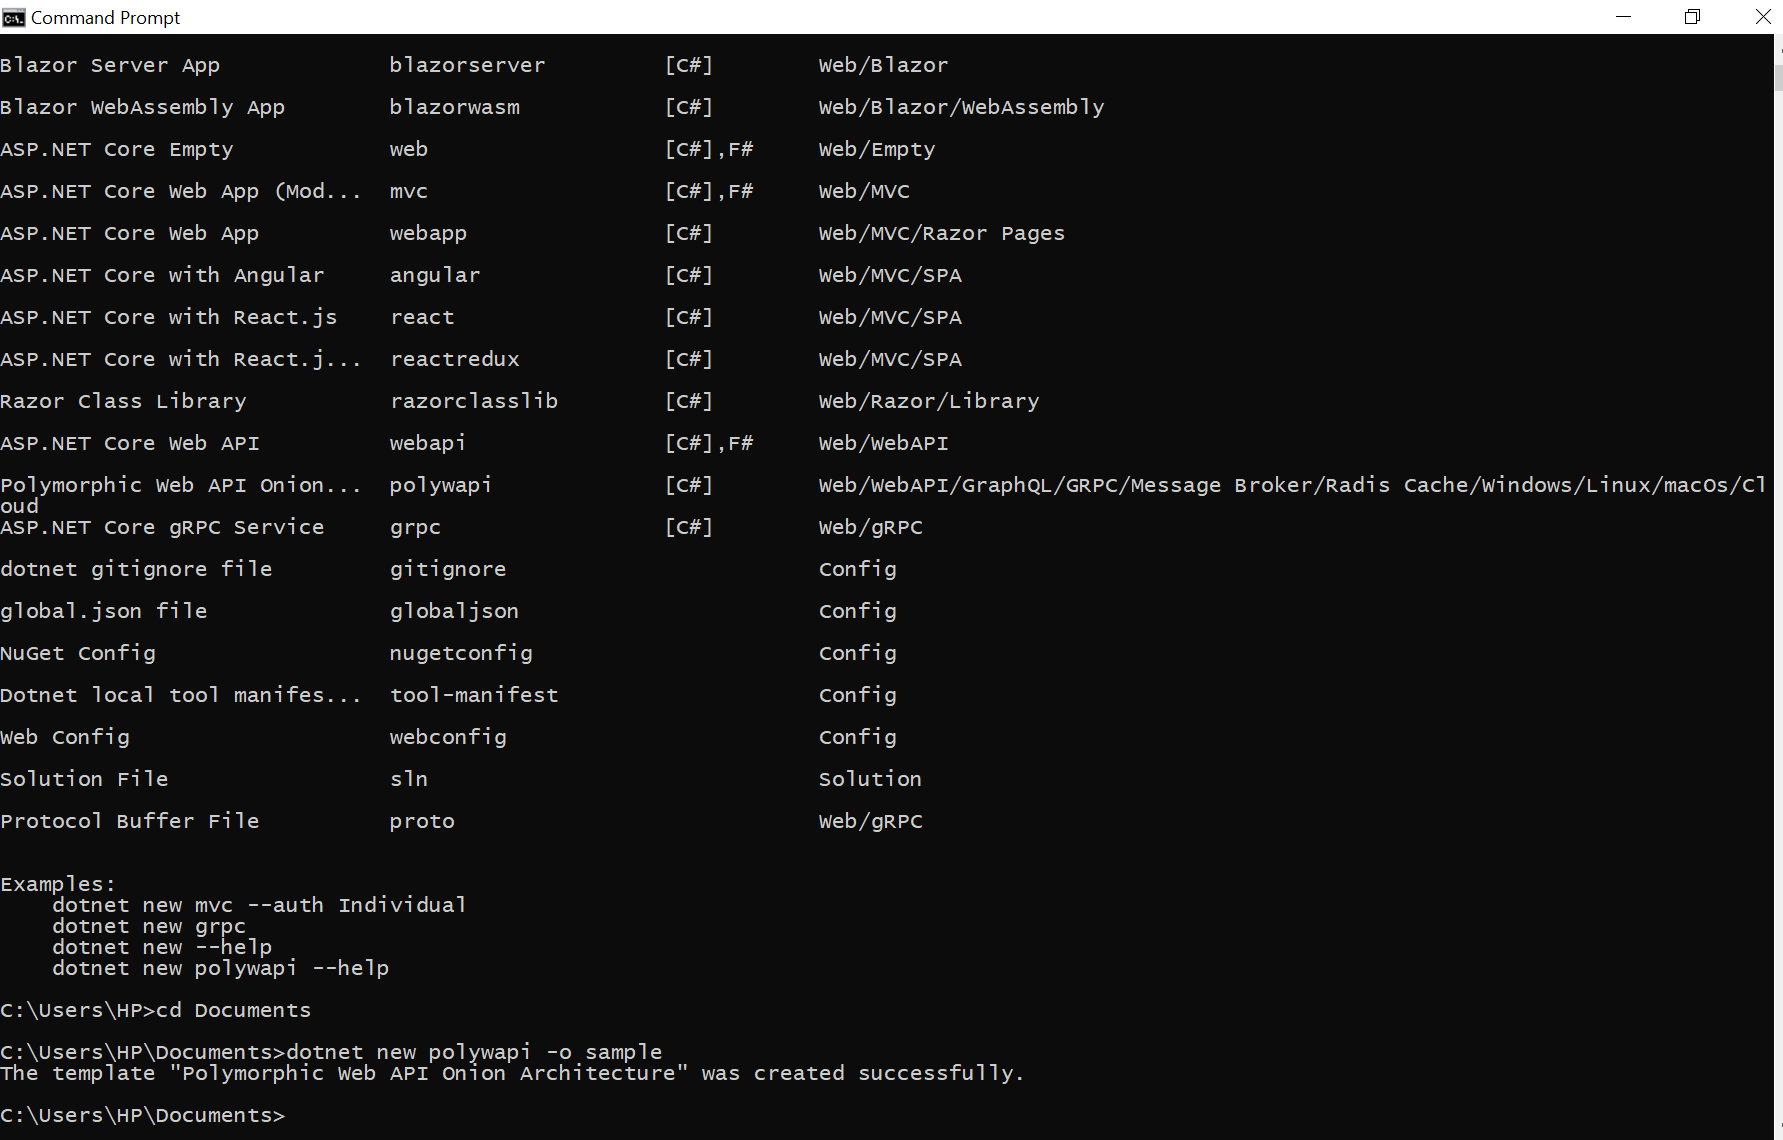 Command Prompt
Blazor Server App blazorserver [C#] Web/Blazor
Blazor WebAssembly App blazorwasm [C#] Web/Blazor/WebAssembly
ASP.NET Core Empty web [C#],F# Web/Empty
ASP.NET Core Web App (Mod... mvc [C#],F# Web/MVC
ASP.NET Core Web App webapp [C#] Web/MVC/Razor Pages
ASP.NET Core with Angular angular [C#] Web/MVC/SPA
ASP.NET Core with React.js react [C#] Web/MVC/SPA
ASP.NET Core with React.j... reactredux [C#] Web/MVC/SPA
Razor Class Library razorclasslib [C#] Web/Razor/Library
ASP.NET Core Web API webapi [C#],F# Web/WebAPI
Polymorphic Web API Onion... polywapi [C#] Web/WebAPI/GraphQL/GRPC/Message Broker/Radis Cache/Windows/Linux/macOs/Cl
oud
ASP.NET Core gRPC Service grpc [C#] Web/gRPC
dotnet gitignore file gitignore Config
global.json file globaljson Config
NuGet Config nugetconfig Config
Dotnet local tool manifes... tool-manifest Config
Web Config webconfig Config
Solution File sln Solution
Protocol Buffer File proto Web/gRPC
Examples:
dotnet new mvc --auth Individual
dotnet new grpc
dotnet new --help
dotnet new polywapi --help
C:\Users\HP>cd Documents
C:\Users\HP\Documents>dotnet new polywapi -o sample
The template "Polymorphic Web API Onion Architecture" was created successfully.
C:\Users\HP\Documents>